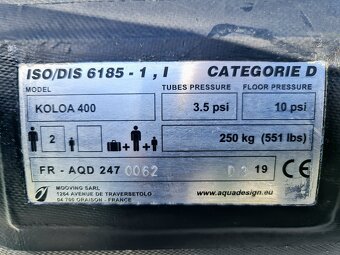 ISO/DIS 6185 - 1 , I CATEGORIE D
MODEL TUBES PRESSURE FLOOR PRESSURE
KOLOA 400 3.5 psi 10 psi
2 + + 250 kg (551 lbs)
FR - AQD 247 0062 D 19 CE
MOOVING SARL
1264 AVENUE DE TRAVERSETOLO
04 700 ORAISON - FRANCE
www.aquadesign.eu